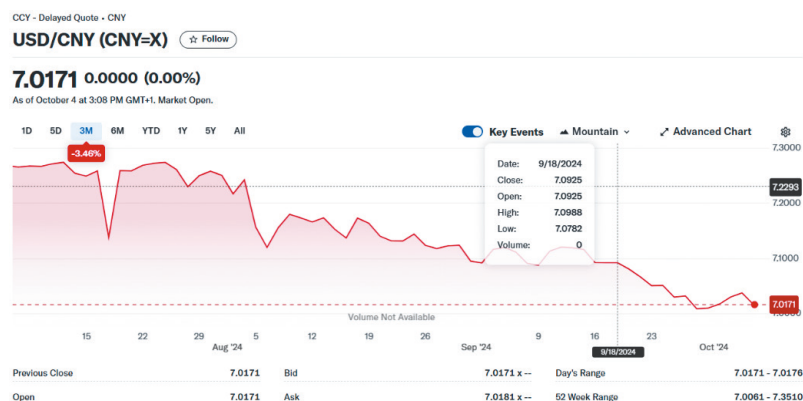 CCY - Delayed Quote • CNY
USD/CNY (CNY=X)
☆ Follow
7.0171 0.0000 (0.00%)
As of October 4 at 3:08 PM GMT+1. Market Open.
1D 5D 3M 6M YTD 1Y 5Y All
Key Events Mountain Advanced Chart
-3.46%
7.3000
Date: 9/18/2024
Close: 7.0925
Open: 7.0925
High: 7.0988
Low: 7.0782
Volume: 0
7.2293
7.2000
7.1000
7.0171
7.0000
Volume Not Available
15 22 29 5 12 19 26 9 16 23
Aug '24 Sep '24 Oct '24
9/18/2024
Previous Close 7.0171 Bid 7.0171 x -- Day's Range 7.0171 - 7.0176
Open 7.0171 Ask 7.0181 x -- 52 Week Range 7.0061 - 7.3510